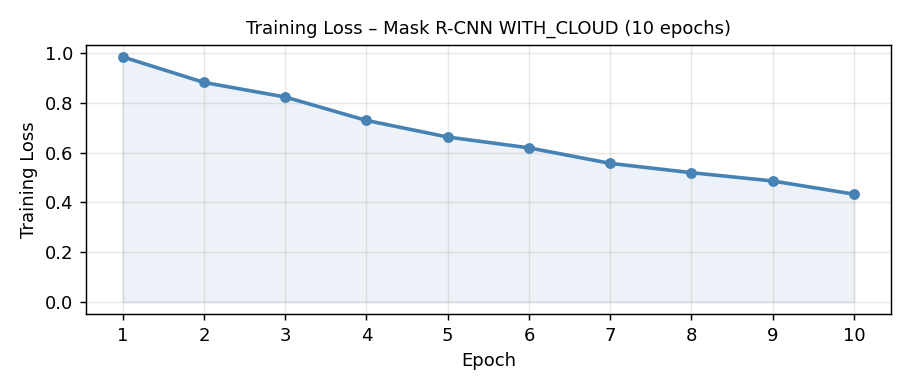 Training Loss – Mask R-CNN WITH_CLOUD (10 epochs)
Training Loss
1.0
0.8
0.6
0.4
0.2
0.0
1 2 3 4 5 6 7 8 9 10
Epoch